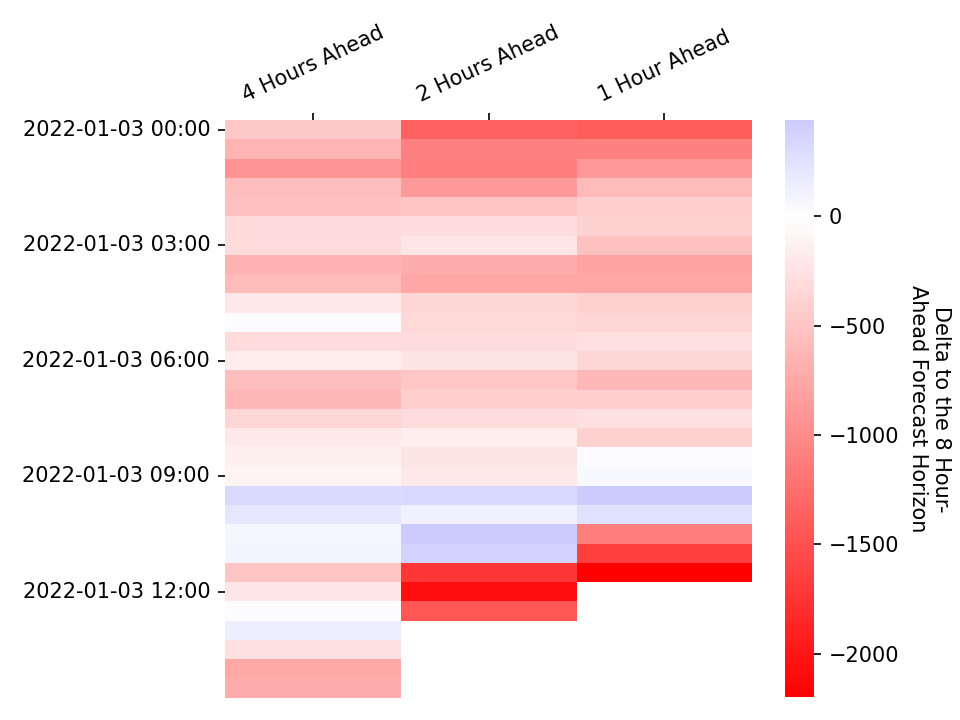 4 Hours Ahead
2 Hours Ahead
1 Hour Ahead
2022-01-03 00:00
2022-01-03 03:00
2022-01-03 06:00
2022-01-03 09:00
2022-01-03 12:00
0
−500
−1000
−1500
−2000
Delta to the 8 Hour-
Ahead Forecast Horizon